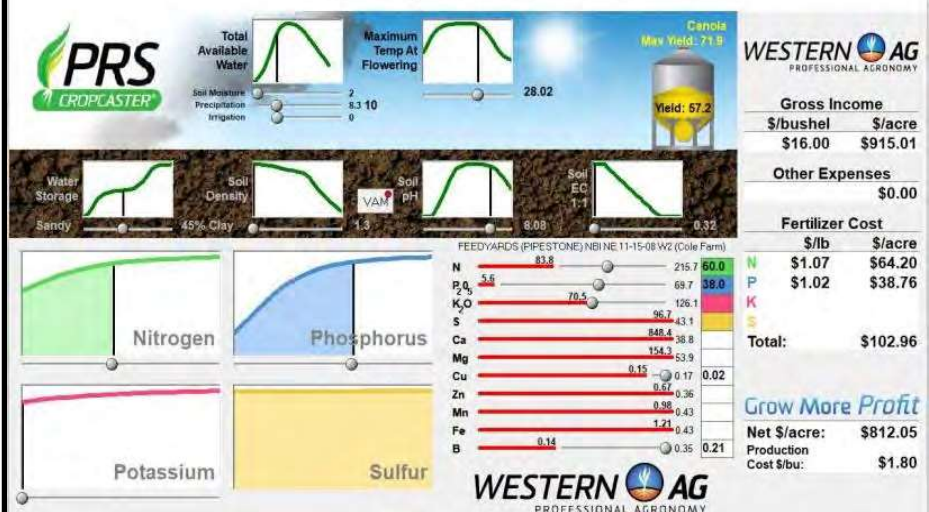 PRS
CROPCASTER®
Total
Available
Water
Maximum
Temp At
Flowering
Soil Moisture 2
Precipitation 8.3 10
Irrigation 0
28.02
Canola
Max Yield: 71.9
Yield: 57.2
Water
Storage
Sandy 45% Clay
Soil
Density
1.3
VAM
Soil
pH
8.08
Soil
EC
1:1
0.32
Nitrogen
Phosphorus
Potassium
Sulfur
FEEDYARDS (PIPESTONE) NBI NE 11-15-08 W2 (Cole Farm)
N 83.8 215.7 60.0
P2O5 5.6 69.7 38.0
K2O 70.5 126.1
S 96.7 43.1
Ca 848.4 38.8
Mg 154.3 53.9
Cu 0.15 0.17 0.02
Zn 0.67 0.36
Mn 0.98 0.43
Fe 1.21 0.43
B 0.14 0.35 0.21
WESTERN AG
PROFESSIONAL AGRONOMY
WESTERN AG
PROFESSIONAL AGRONOMY
Gross Income
$/bushel $/acre
$16.00 $915.01
Other Expenses
$0.00
Fertilizer Cost
$/lb $/acre
N $1.07 $64.20
P $1.02 $38.76
K
S
Total: $102.96
Grow More Profit
Net $/acre: $812.05
Production
Cost $/bu: $1.80